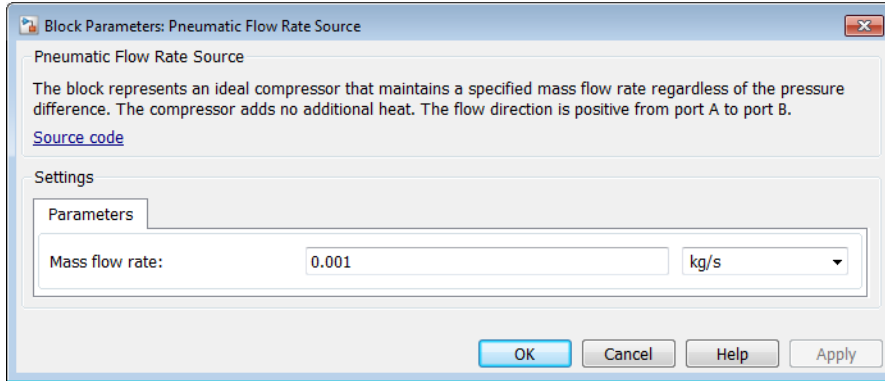 Block Parameters: Pneumatic Flow Rate Source
Pneumatic Flow Rate Source
The block represents an ideal compressor that maintains a specified mass flow rate regardless of the pressure
difference. The compressor adds no additional heat. The flow direction is positive from port A to port B.
Source code
Settings
Parameters
Mass flow rate: 0.001 kg/s
OK Cancel Help Apply